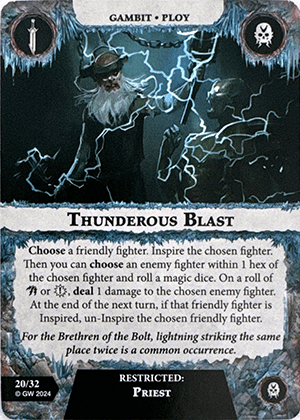 GAMBIT • PLOY
THUNDEROUS BLAST
Choose a friendly fighter. Inspire the chosen fighter.
Then you can choose an enemy fighter within 1 hex of
the chosen fighter and roll a magic dice. On a roll of
or , deal 1 damage to the chosen enemy fighter.
At the end of the next turn, if that friendly fighter is
Inspired, un-Inspire the chosen friendly fighter.
For the Brethren of the Bolt, lightning striking the same
place twice is a common occurrence.
20/32
© GW 2024
RESTRICTED:
PRIEST